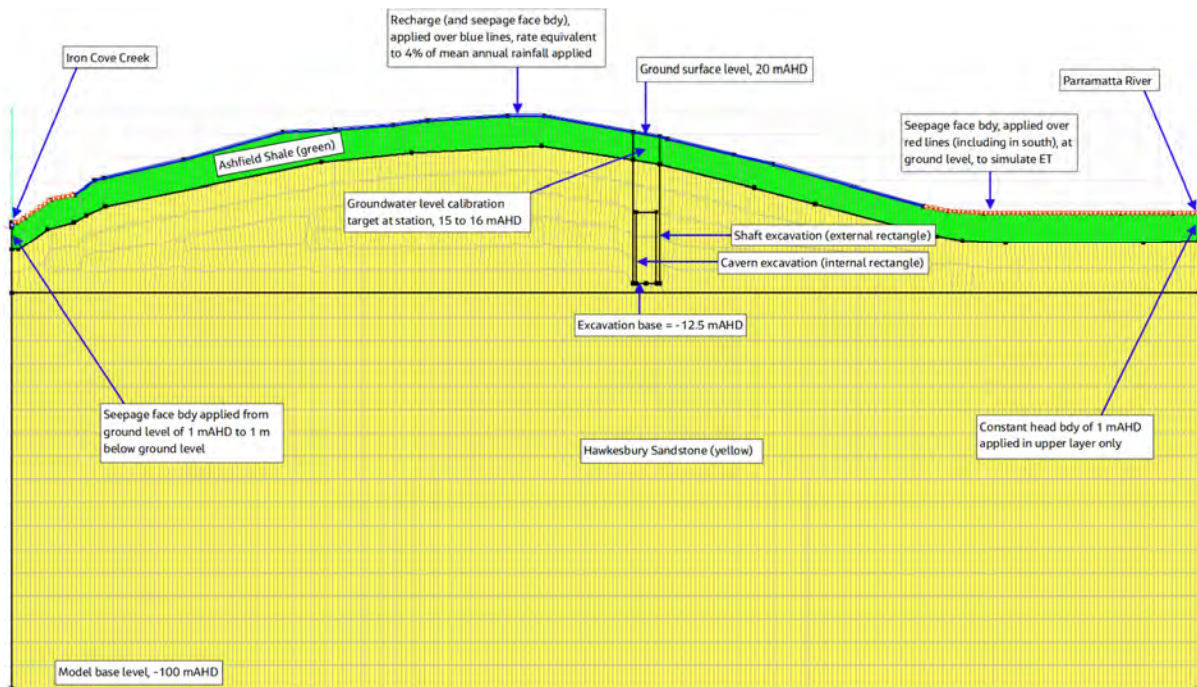 Recharge (and seepage face bdy),
applied over blue lines, rate equivalent
to 4% of mean annual rainfall applied
Iron Cove Creek
Ground surface level, 20 mAHD
Parramatta River
Seepage face bdy, applied over
red lines (including in south), at
ground level, to simulate ET
Ashfield Shale (green)
Groundwater level calibration
target at station, 15 to 16 mAHD
Shaft excavation (external rectangle)
Cavern excavation (internal rectangle)
Excavation base = -12.5 mAHD
Seepage face bdy applied from
ground level of 1 mAHD to 1 m
below ground level
Constant head bdy of 1 mAHD
applied in upper layer only
Hawkesbury Sandstone (yellow)
Model base level, -100 mAHD